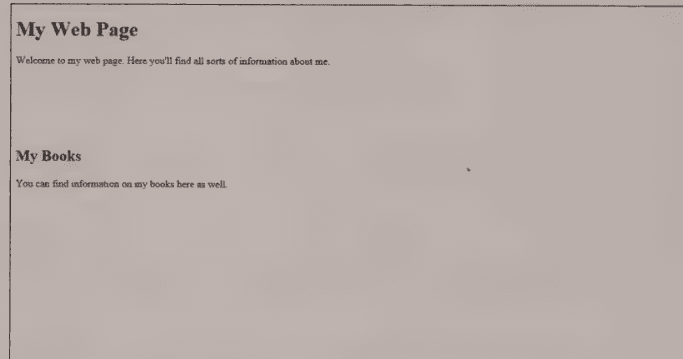 My Web Page
Welcome to my web page. Here you'll find all sorts of information about me.
My Books
You can find information on my books here as well.